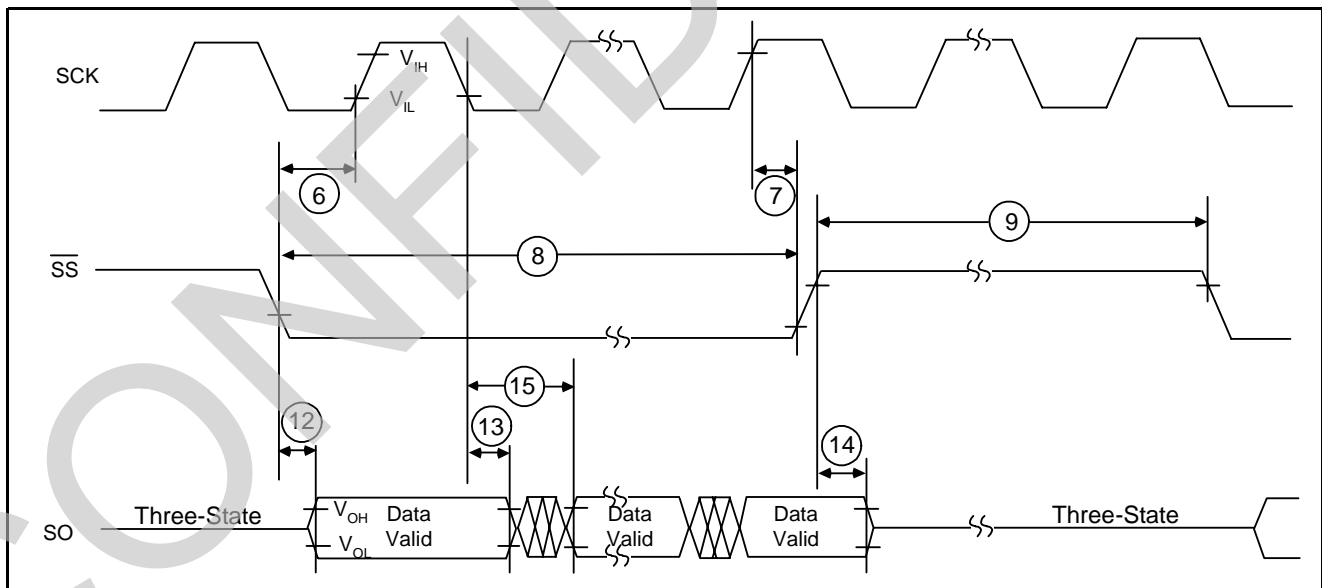 SCK
V_IH
V_IL
6
7
9
8
SS
15
12
13
14
Three-State
V_OH
Data
Valid
V_OL
Data
Valid
Data
Valid
Three-State
SO
CONFID